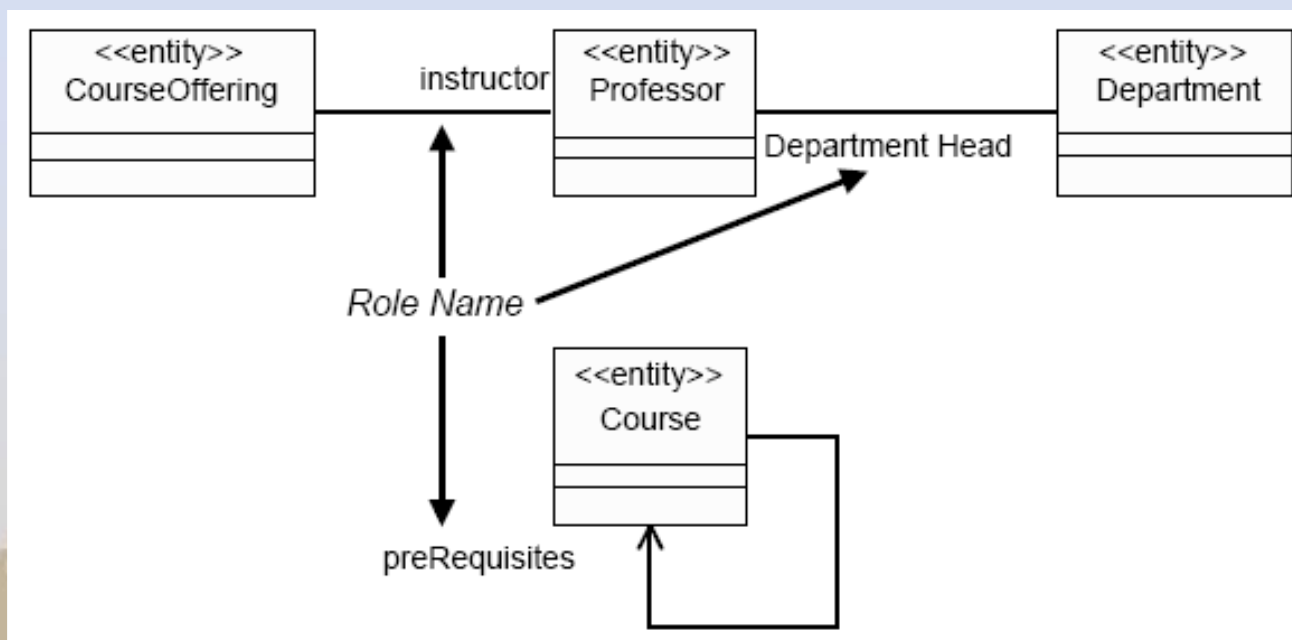 <<entity>>
CourseOffering
instructor
<<entity>>
Professor
<<entity>>
Department
Department Head
Role Name
<<entity>>
Course
preRequisites